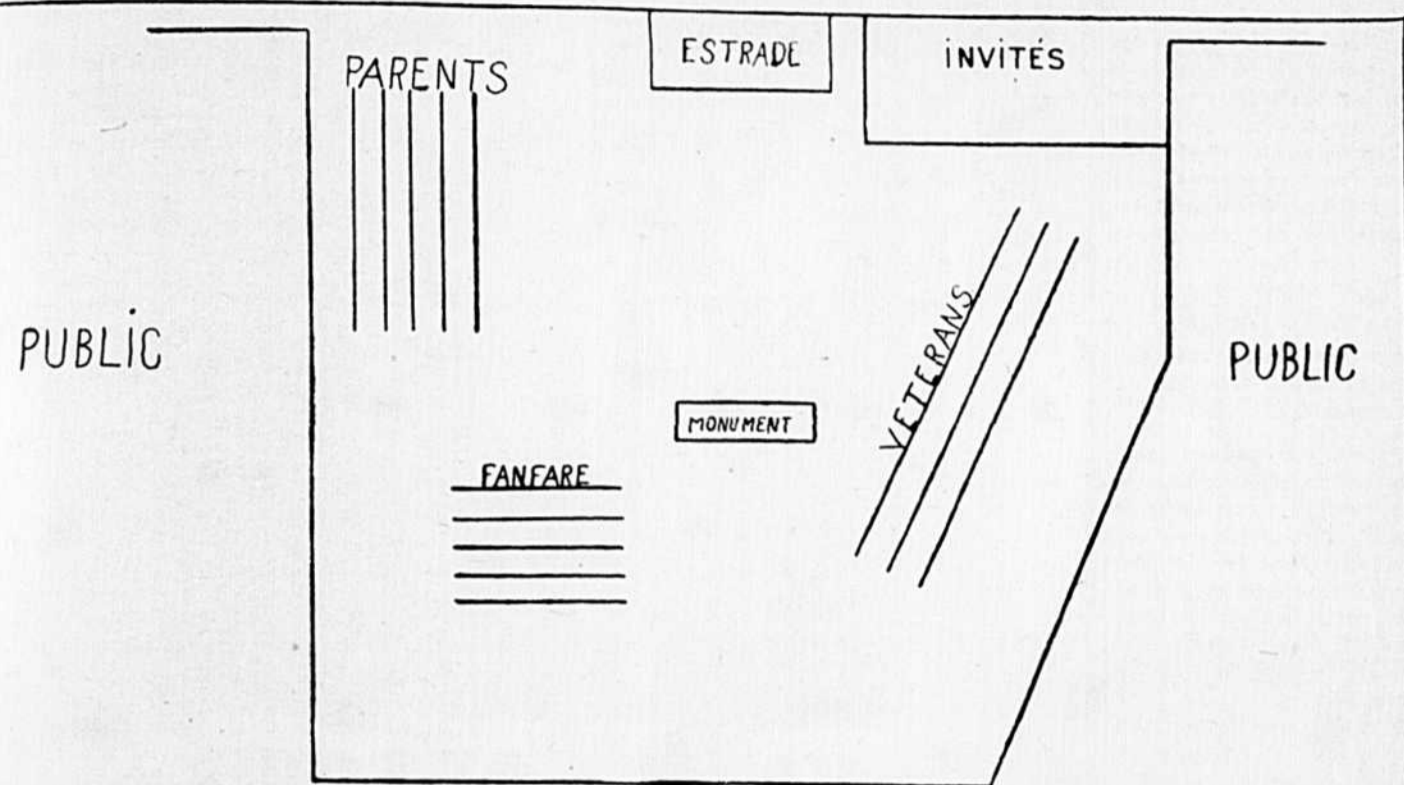 PARENTS
ESTRADE
iNViTÉS
PUBLiC
VETERANS
PUBLIC
MONUMENT
FANFARE